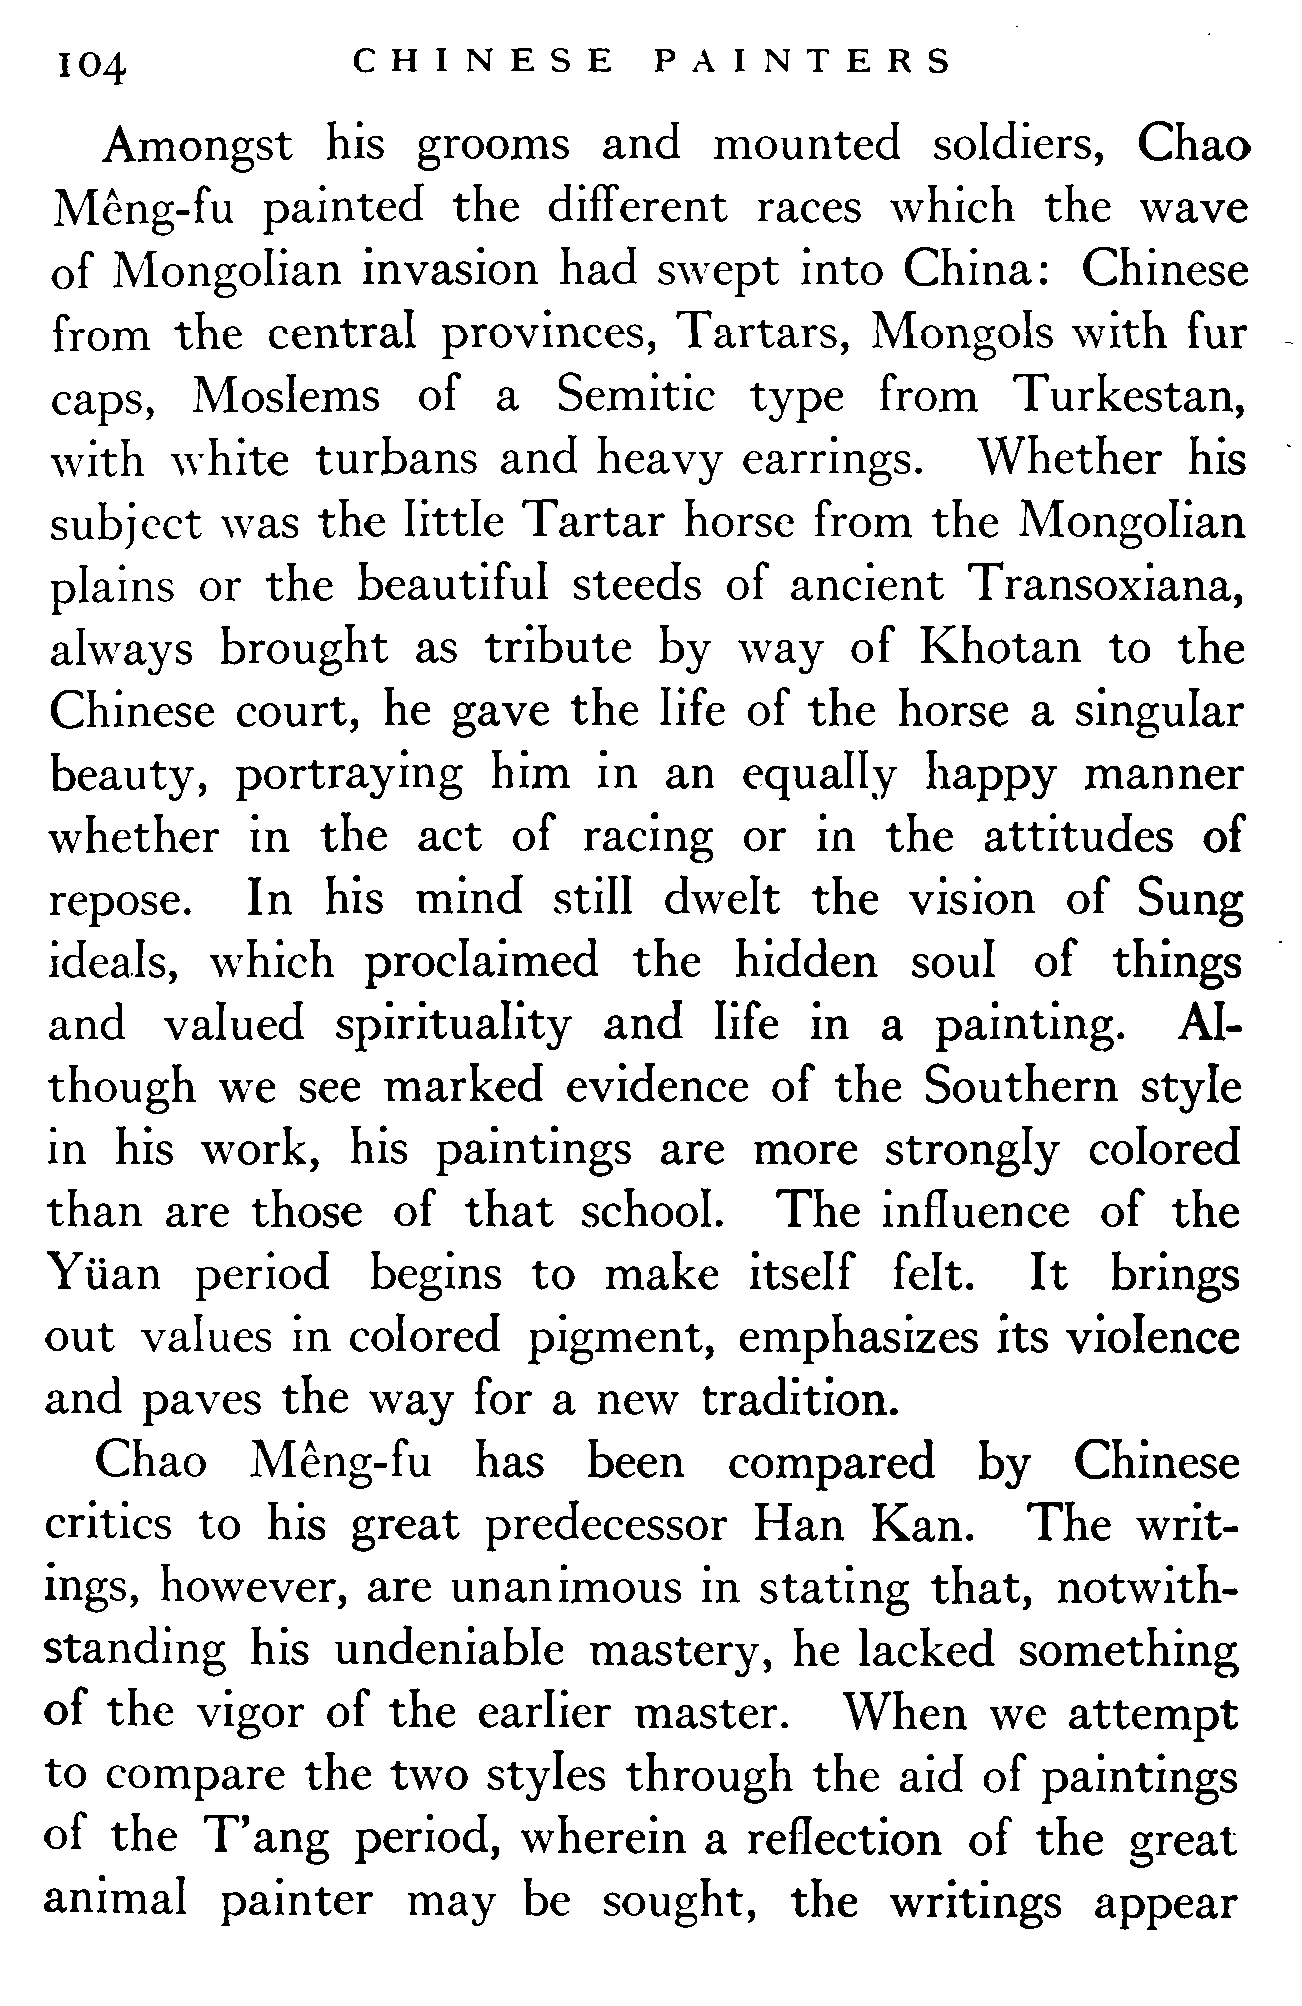 104 CHINESE PAINTERS
Amongst his grooms and mounted soldiers, Chao
Mêng-fu painted the different races which the wave
of Mongolian invasion had swept into China: Chinese
from the central provinces, Tartars, Mongols with fur
caps, Moslems of a Semitic type from Turkestan,
with white turbans and heavy earrings. Whether his
subject was the little Tartar horse from the Mongolian
plains or the beautiful steeds of ancient Transoxiana,
always brought as tribute by way of Khotan to the
Chinese court, he gave the life of the horse a singular
beauty, portraying him in an equally happy manner
whether in the act of racing or in the attitudes of
repose. In his mind still dwelt the vision of Sung
ideals, which proclaimed the hidden soul of things
and valued spirituality and life in a painting. Al-
though we see marked evidence of the Southern style
in his work, his paintings are more strongly colored
than are those of that school. The influence of the
Yüan period begins to make itself felt. It brings
out values in colored pigment, emphasizes its violence
and paves the way for a new tradition.
Chao Mêng-fu has been compared by Chinese
critics to his great predecessor Han Kan. The writ-
ings, however, are unanimous in stating that, notwith-
standing his undeniable mastery, he lacked something
of the vigor of the earlier master. When we attempt
to compare the two styles through the aid of paintings
of the T'ang period, wherein a reflection of the great
animal painter may be sought, the writings appear